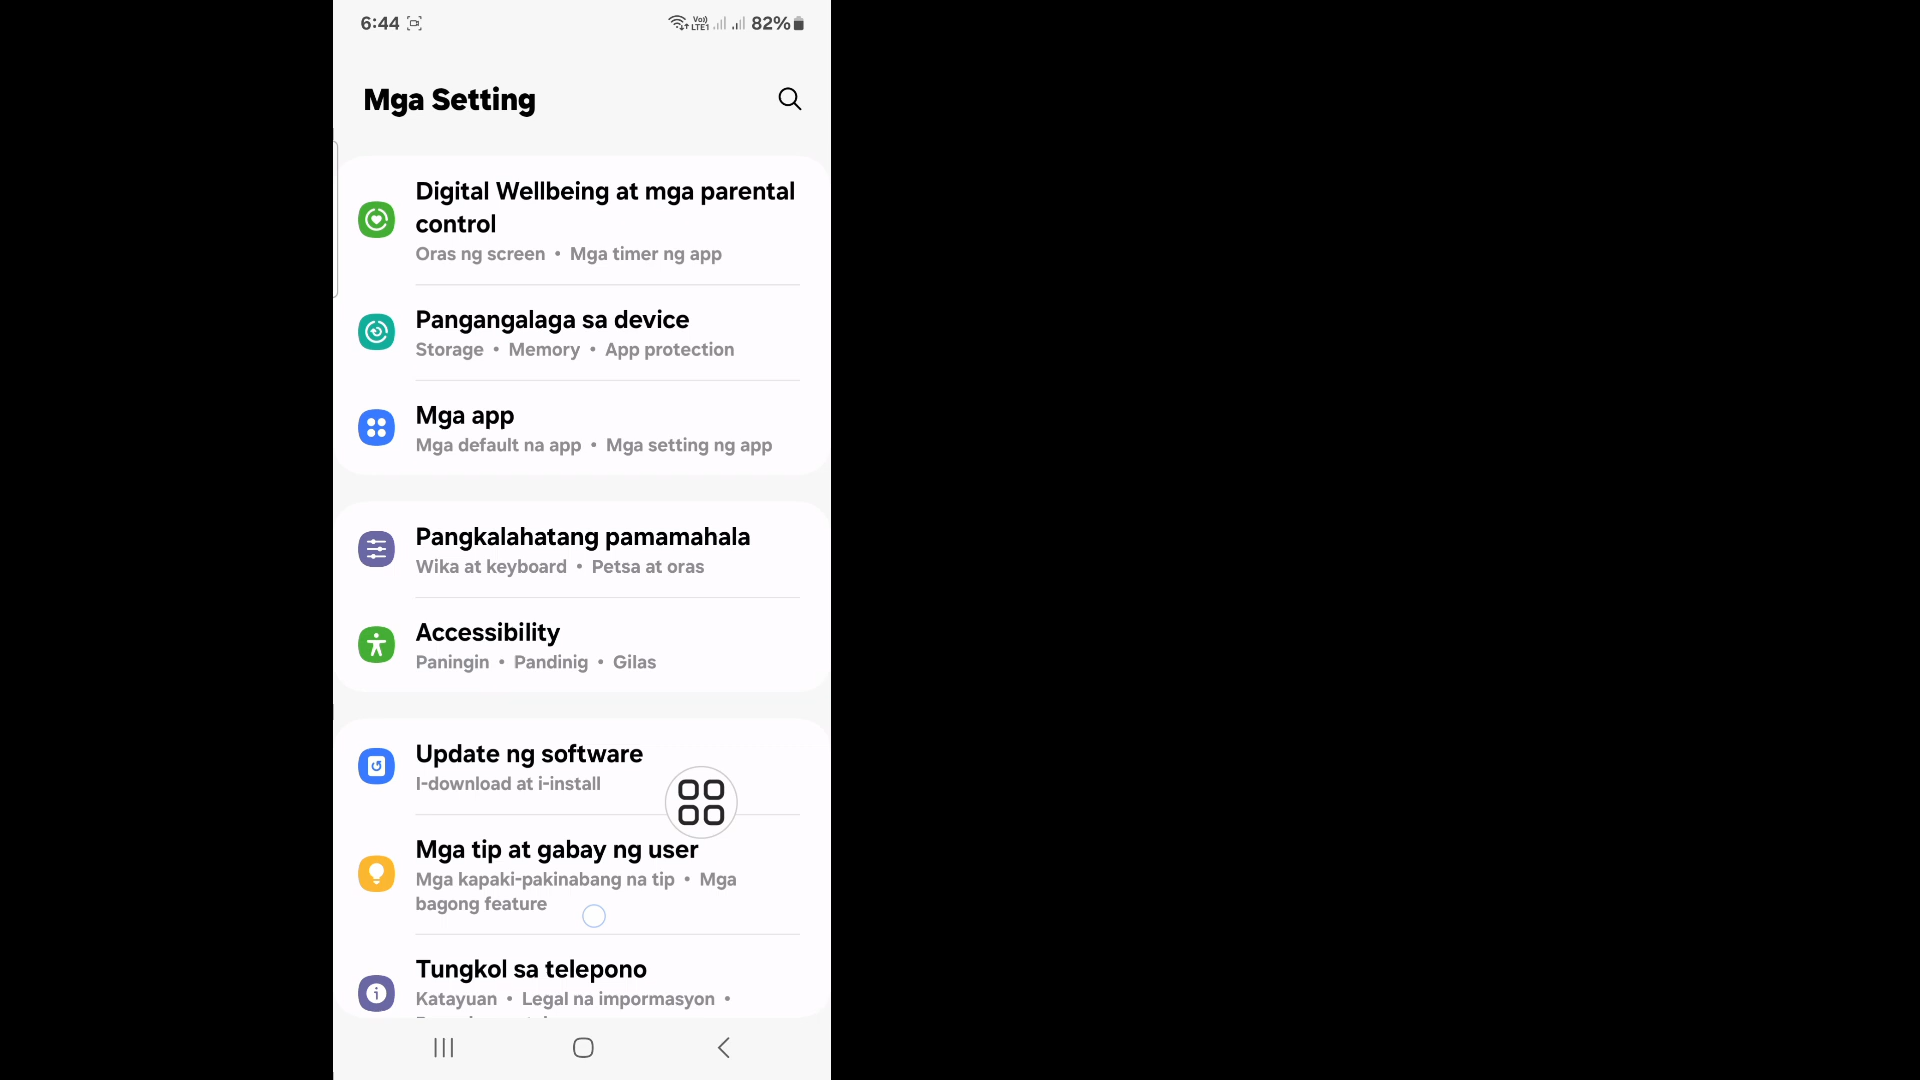 6:44 82%
Mga Setting
Digital Wellbeing at mga parental
control
Oras ng screen • Mga timer ng app
Pangangalaga sa device
Storage • Memory • App protection
Mga app
Mga default na app • Mga setting ng app
Pangkalahatang pamamahala
Wika at keyboard • Petsa at oras
Accessibility
Paningin • Pandinig • Gilas
Update ng software
I-download at i-install
Mga tip at gabay ng user
Mga kapaki-pakinabang na tip • Mga
bagong feature
Tungkol sa telepono
Katayuan • Legal na impormasyon •